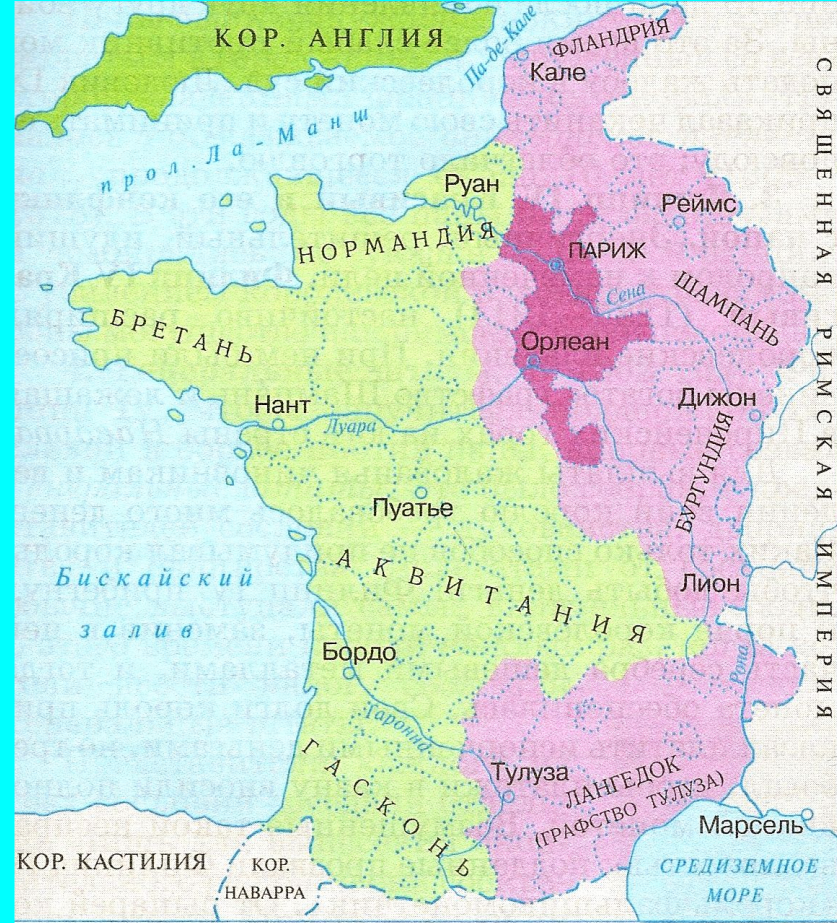 КОР. АНГЛИЯ
ФЛАНДРИЯ
Па-де-Кале
Кале
СВЯЩЕННАЯ РИМСКАЯ ИМПЕРИЯ
прол. Ла-Манш
Руан
Реймс
НОРМАНДИЯ
ПАРИЖ
ШАМПАНЬ
Сена
БРЕТАНЬ
Орлеан
Нант
Луара
Дижон
БУРГУНДИЯ
Пуатье
АКВИТАНИЯ
Бискайский
залив
Лион
Бордо
Рона
Гаронна
ГАСКОНЬ
Тулуза
ЛАНГЕДОК
(ГРАФСТВО ТУЛУЗА)
Марсель
КОР. КАСТИЛИЯ
КОР.
НАВАРРА
СРЕДИЗЕМНОЕ
МОРЕ